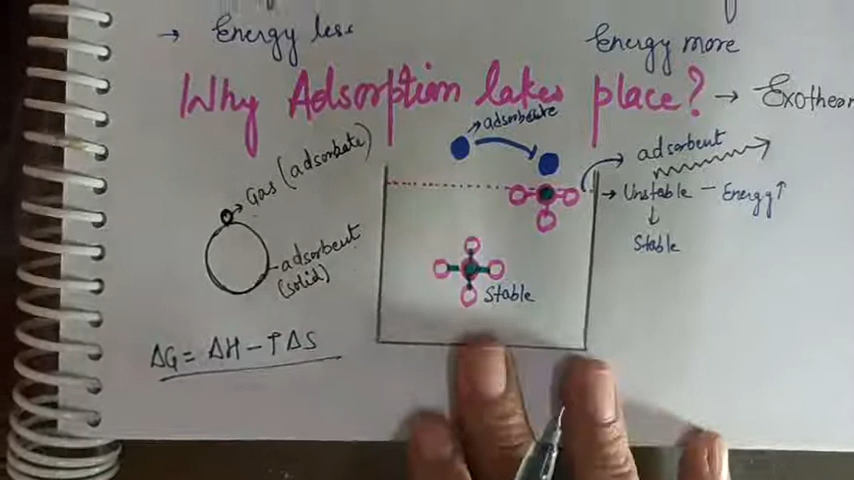 → Energy less
Energy more
Why Adsorption takes place? → Exother
→ adsorbate
Gas (adsorbate)
→ adsorbent
→ Unstable - Energy↑
↓
Stable
adsorbent
(solid)
Stable
ΔG = ΔH - TΔS